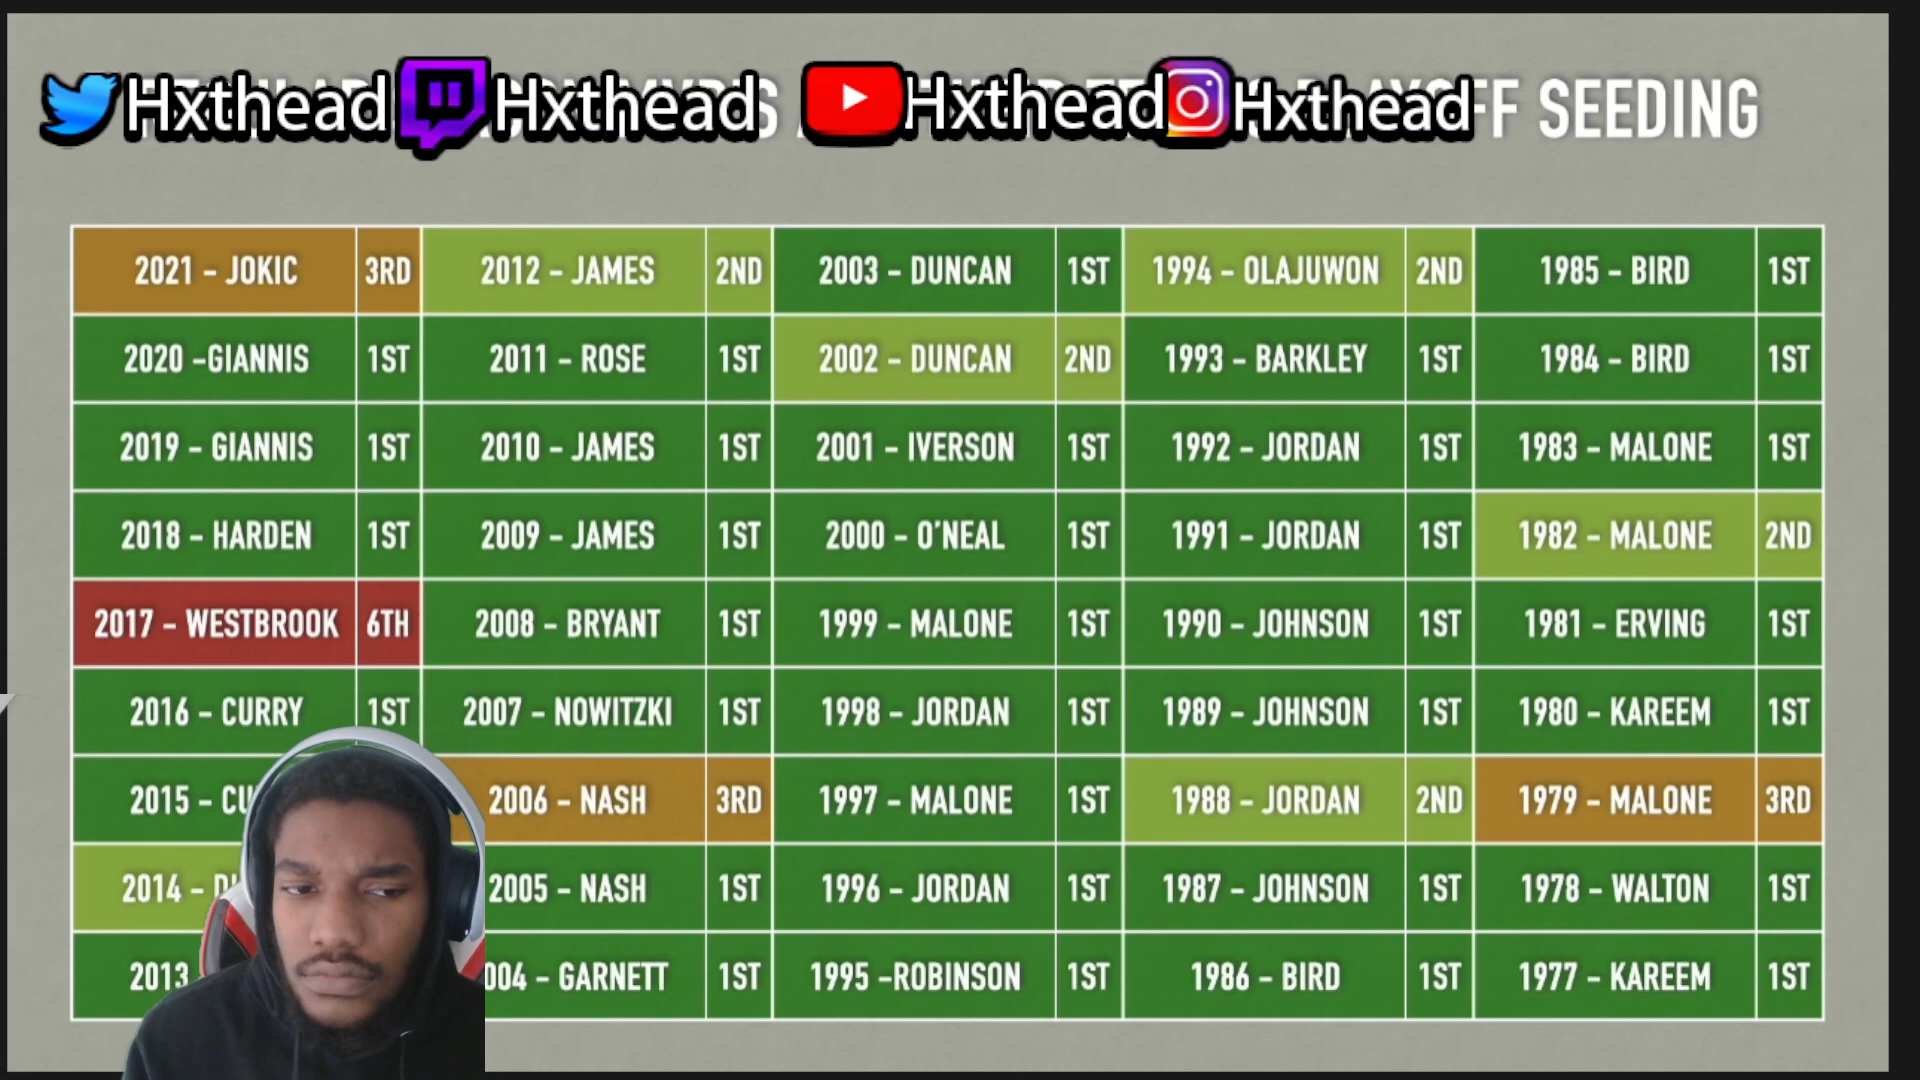 Hxthead Hxthead Hxthead Hxthead FF SEEDING
2021 - JOKIC 3RD 2012 - JAMES 2ND 2003 - DUNCAN 1ST 1994 - OLAJUWON 2ND 1985 - BIRD 1ST
2020 -GIANNIS 1ST 2011 - ROSE 1ST 2002 - DUNCAN 2ND 1993 - BARKLEY 1ST 1984 - BIRD 1ST
2019 - GIANNIS 1ST 2010 - JAMES 1ST 2001 - IVERSON 1ST 1992 - JORDAN 1ST 1983 - MALONE 1ST
2018 - HARDEN 1ST 2009 - JAMES 1ST 2000 - O'NEAL 1ST 1991 - JORDAN 1ST 1982 - MALONE 2ND
2017 - WESTBROOK 6TH 2008 - BRYANT 1ST 1999 - MALONE 1ST 1990 - JOHNSON 1ST 1981 - ERVING 1ST
2016 - CURRY 1ST 2007 - NOWITZKI 1ST 1998 - JORDAN 1ST 1989 - JOHNSON 1ST 1980 - KAREEM 1ST
2015 - CU 2006 - NASH 3RD 1997 - MALONE 1ST 1988 - JORDAN 2ND 1979 - MALONE 3RD
2014 - 2005 - NASH 1ST 1996 - JORDAN 1ST 1987 - JOHNSON 1ST 1978 - WALTON 1ST
2013 004 - GARNETT 1ST 1995 -ROBINSON 1ST 1986 - BIRD 1ST 1977 - KAREEM 1ST